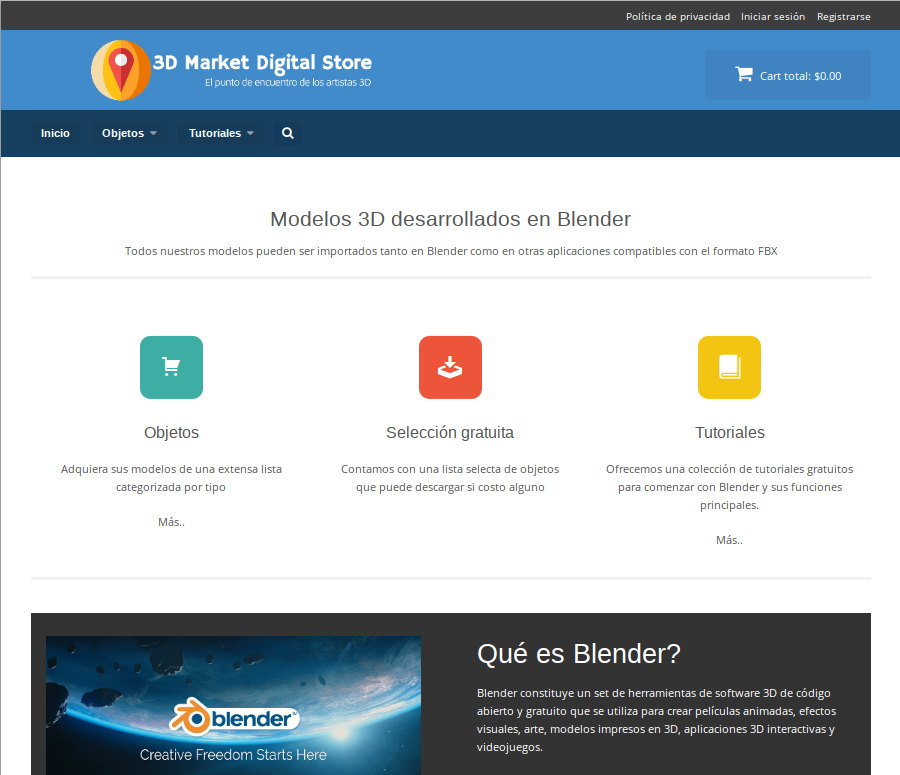 Política de privacidad Iniciar sesión Registrarse
3D Market Digital Store
El punto de encuentro de los artistas 3D
Cart total: $0.00
Inicio Objetos Tutoriales
Modelos 3D desarrollados en Blender
Todos nuestros modelos pueden ser importados tanto en Blender como en otras aplicaciones compatibles con el formato FBX
Objetos
Adquiera sus modelos de una extensa lista
categorizada por tipo
Más..
Selección gratuita
Contamos con una lista selecta de objetos
que puede descargar si costo alguno
Tutoriales
Ofrecemos una colección de tutoriales gratuitos
para comenzar con Blender y sus funciones
principales.
Más..
blender
Creative Freedom Starts Here
Qué es Blender?
Blender constituye un set de herramientas de software 3D de código
abierto y gratuito que se utiliza para crear películas animadas, efectos
visuales, arte, modelos impresos en 3D, aplicaciones 3D interactivas y
videojuegos.